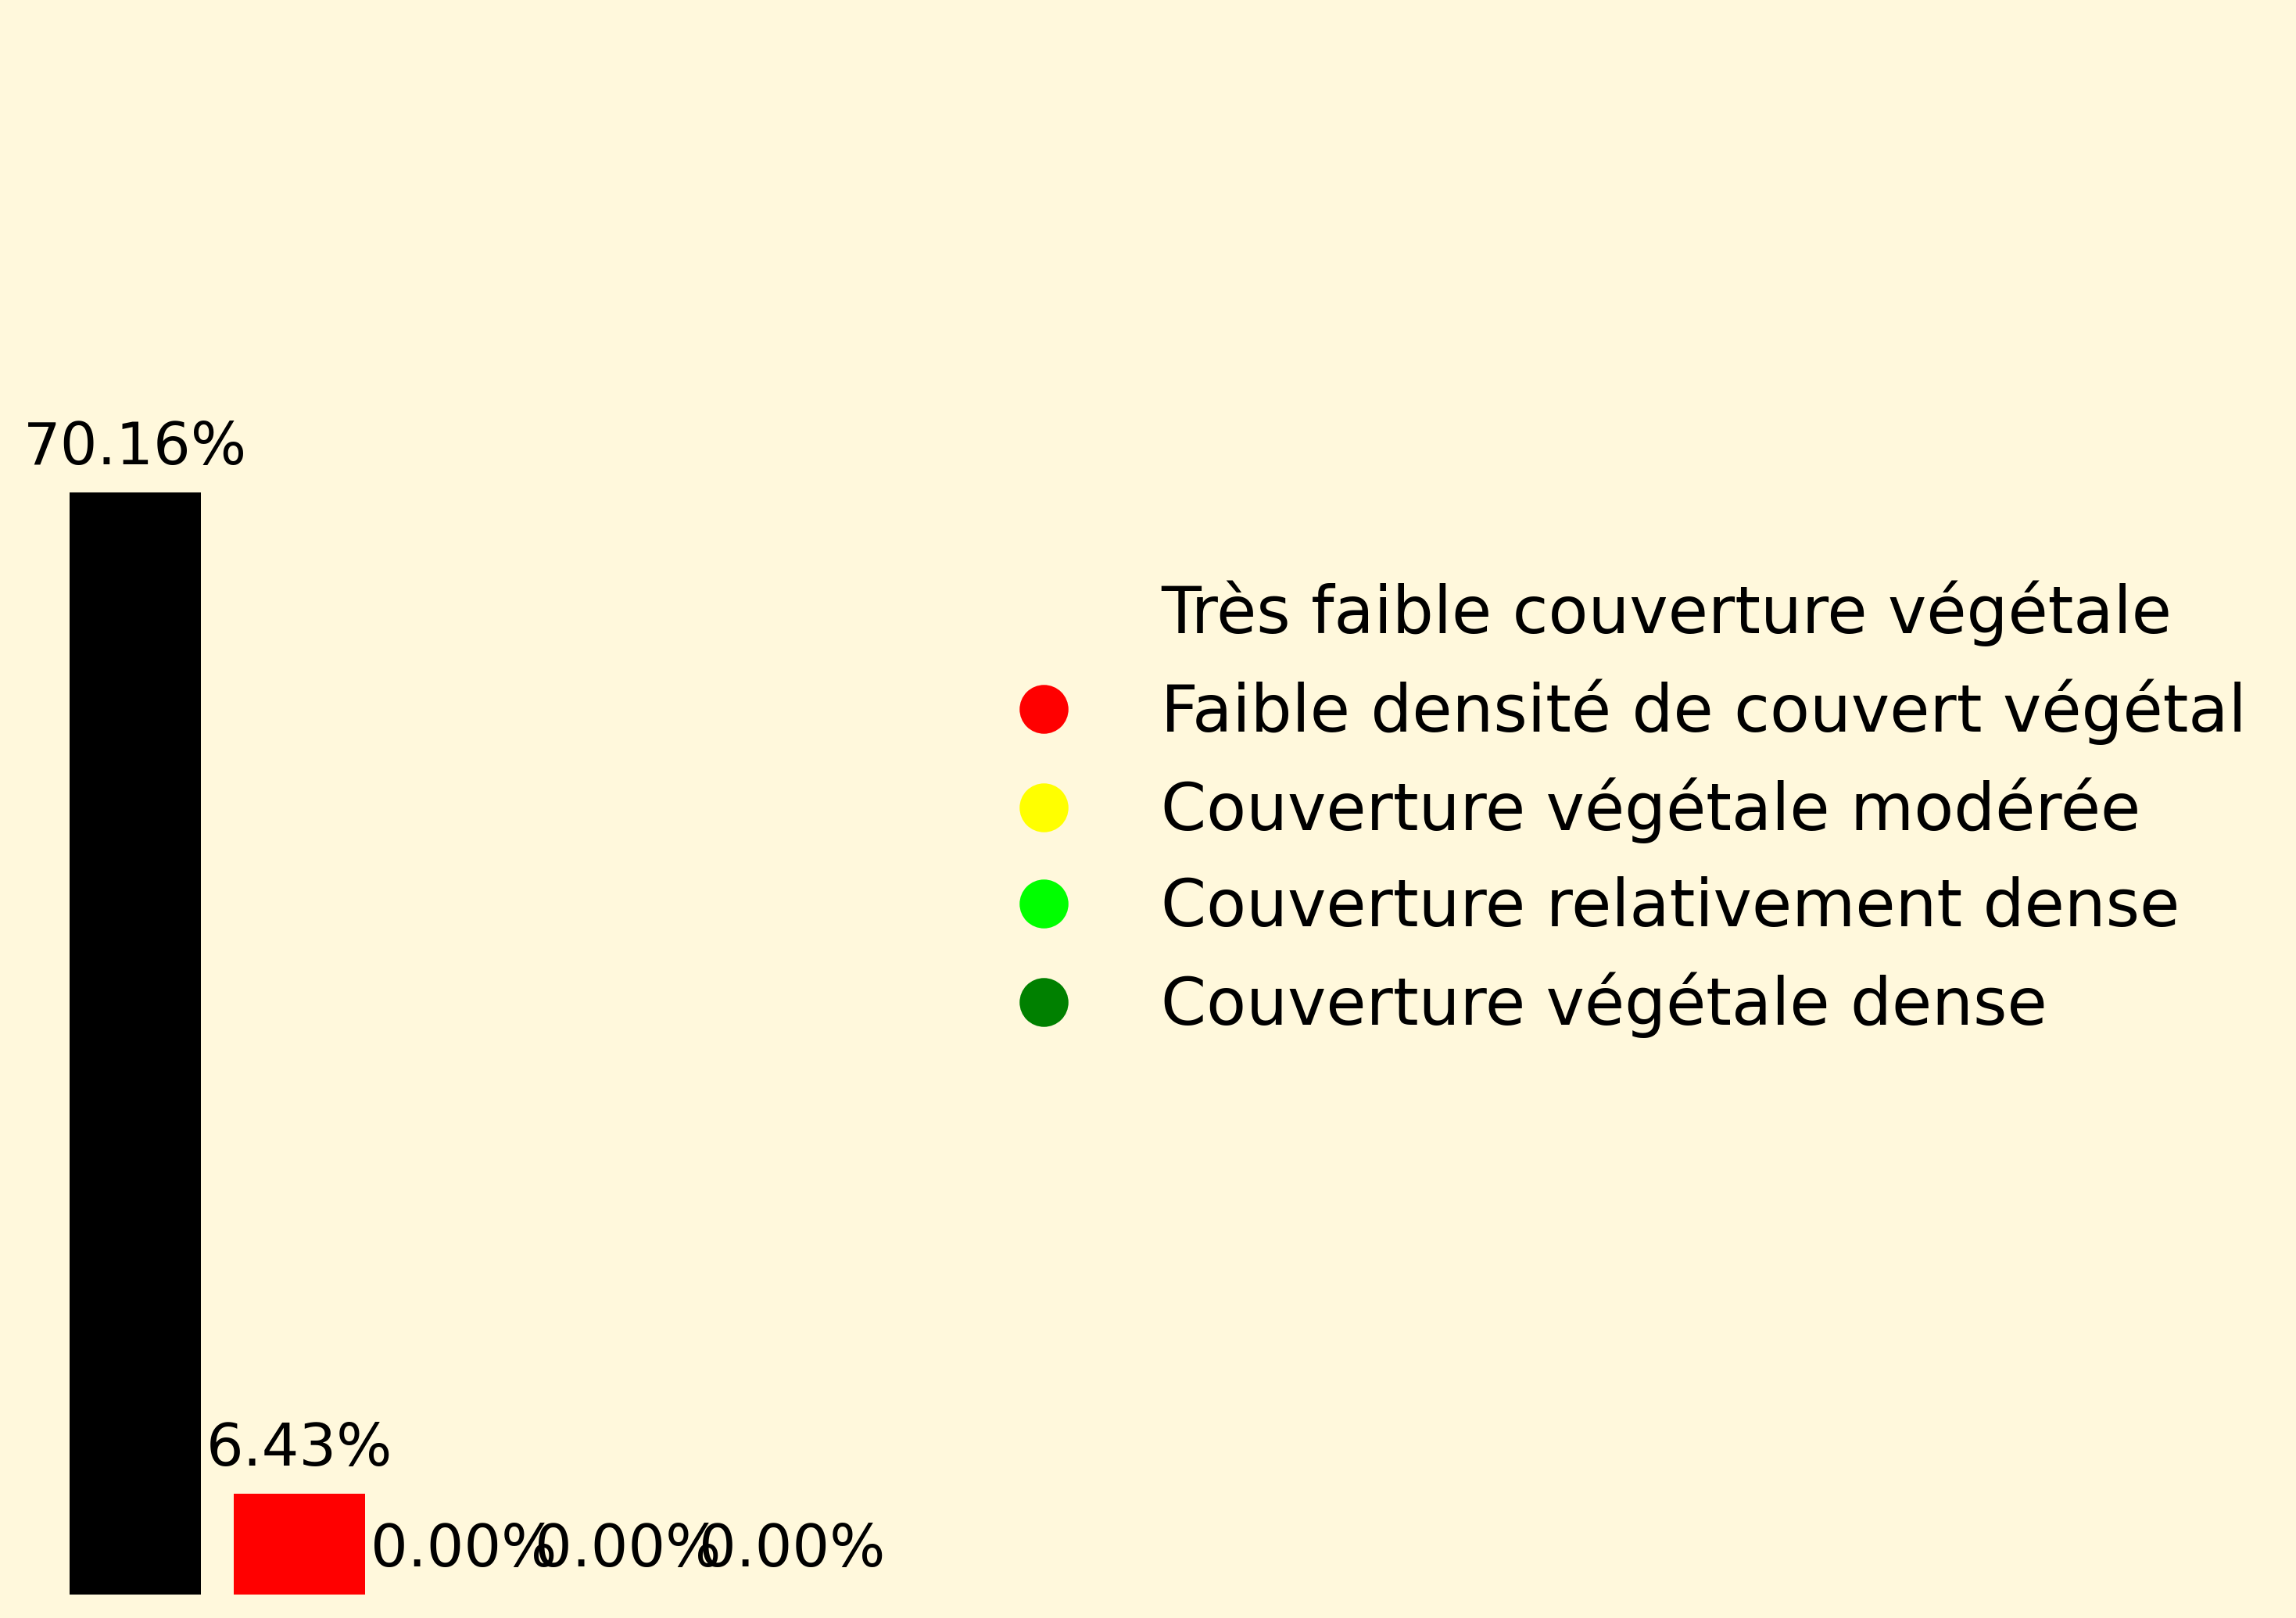 70.16%
6.43%
0.00%
0.00%
0.00%
Très faible couverture végétale
Faible densité de couvert végétal
Couverture végétale modérée
Couverture relativement dense
Couverture végétale dense